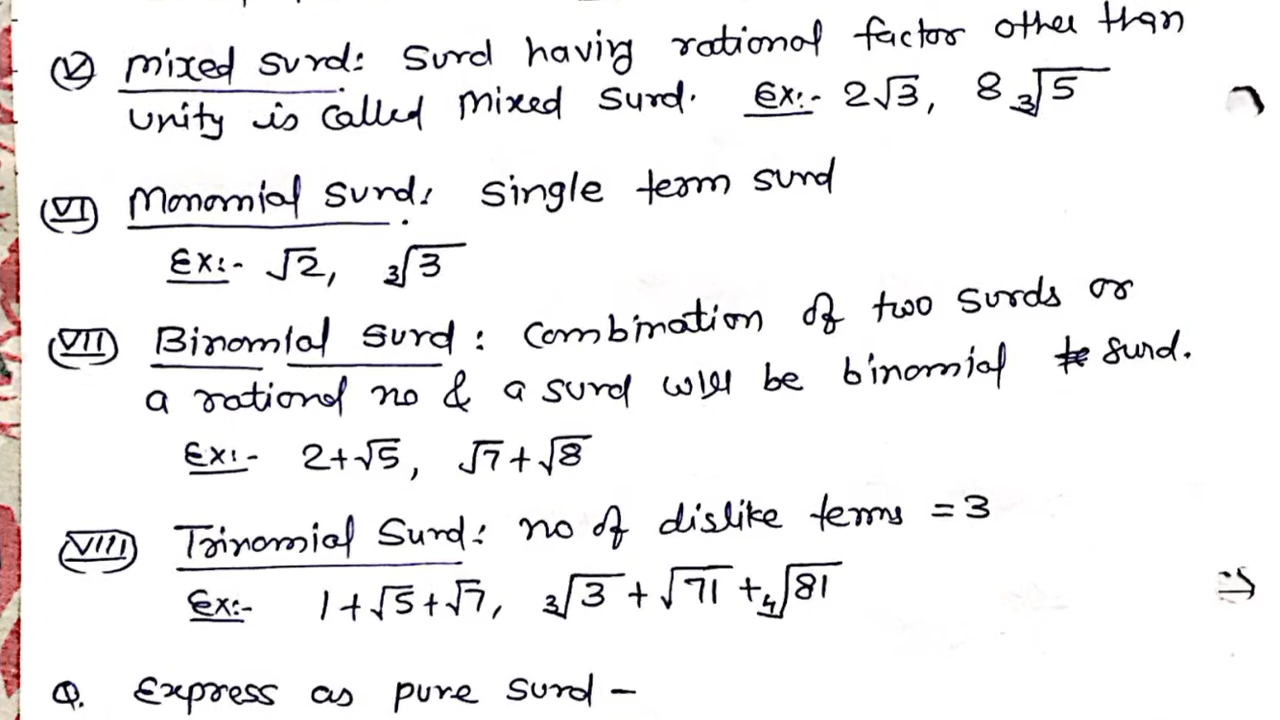 (V) Mixed Surd: Surd having rational factor other than
unity is called Mixed Surd. Ex:- 2√3, 8 ∛5
(VI) Monomial Surd: Single term surd
Ex:- √2, ∛3
(VII) Binomial Surd: Combination of two surds or
a rational no & a surd will be binomial surd.
Ex:- 2+√5, √7+√8
(VIII) Trinomial Surd: no of dislike terms = 3
Ex:- 1+√5+√7, ∛3 + √71 + ∜81
⇒
Q. Express as pure surd -